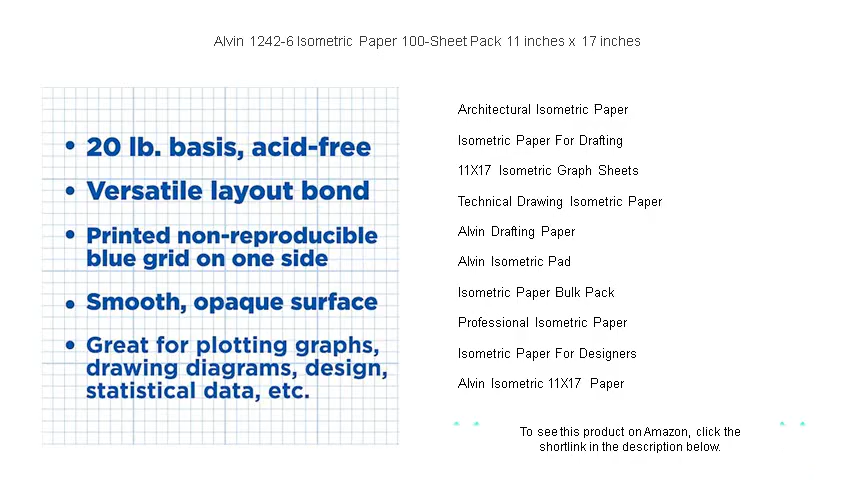 Alvin 1242-6 Isometric Paper 100-Sheet Pack 11 inches x 17 inches
• 20 lb. basis, acid-free
• Versatile layout bond
• Printed non-reproducible
blue grid on one side
• Smooth, opaque surface
• Great for plotting graphs,
drawing diagrams, design,
statistical data, etc.
Architectural Isometric Paper
Isometric Paper For Drafting
11X17 Isometric Graph Sheets
Technical Drawing Isometric Paper
Alvin Drafting Paper
Alvin Isometric Pad
Isometric Paper Bulk Pack
Professional Isometric Paper
Isometric Paper For Designers
Alvin Isometric 11X17 Paper
To see this product on Amazon, click the
shortlink in the description below.